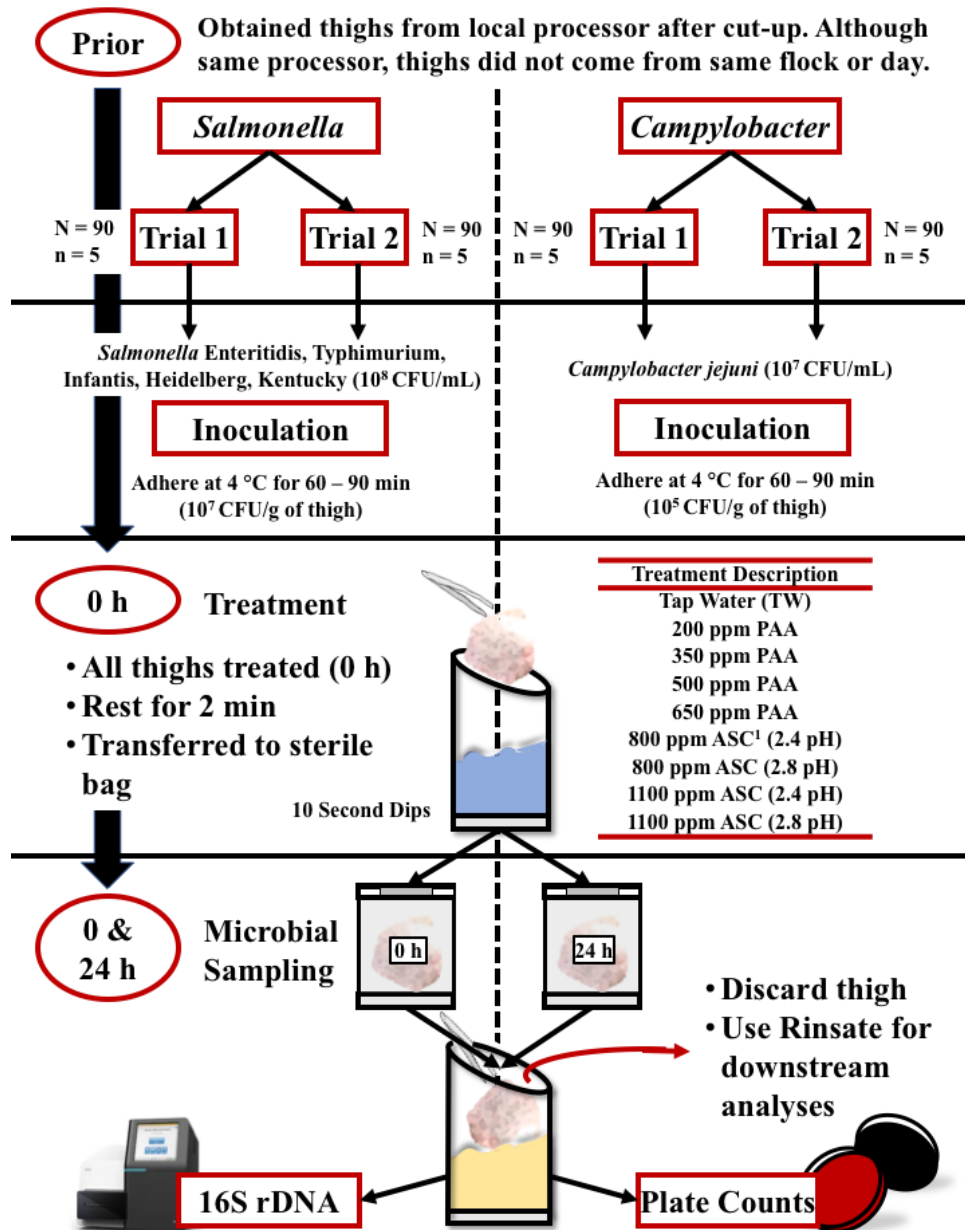 Prior
Obtained thighs from local processor after cut-up. Although
same processor, thighs did not come from same flock or day.
Salmonella
Campylobacter
N = 90
n = 5
Trial 1
Trial 2
N = 90
n = 5
N = 90
n = 5
Trial 1
Trial 2
N = 90
n = 5
Salmonella Enteritidis, Typhimurium,
Infantis, Heidelberg, Kentucky (10⁸ CFU/mL)
Campylobacter jejuni (10⁷ CFU/mL)
Inoculation
Inoculation
Adhere at 4 °C for 60 – 90 min
(10⁷ CFU/g of thigh)
Adhere at 4 °C for 60 – 90 min
(10⁵ CFU/g of thigh)
0 h
Treatment
• All thighs treated (0 h)
• Rest for 2 min
• Transferred to sterile
bag
10 Second Dips
Treatment Description
Tap Water (TW)
200 ppm PAA
350 ppm PAA
500 ppm PAA
650 ppm PAA
800 ppm ASC¹ (2.4 pH)
800 ppm ASC (2.8 pH)
1100 ppm ASC (2.4 pH)
1100 ppm ASC (2.8 pH)
0 &
24 h
Microbial
Sampling
0 h
24 h
• Discard thigh
• Use Rinsate for
downstream
analyses
16S rDNA
Plate Counts